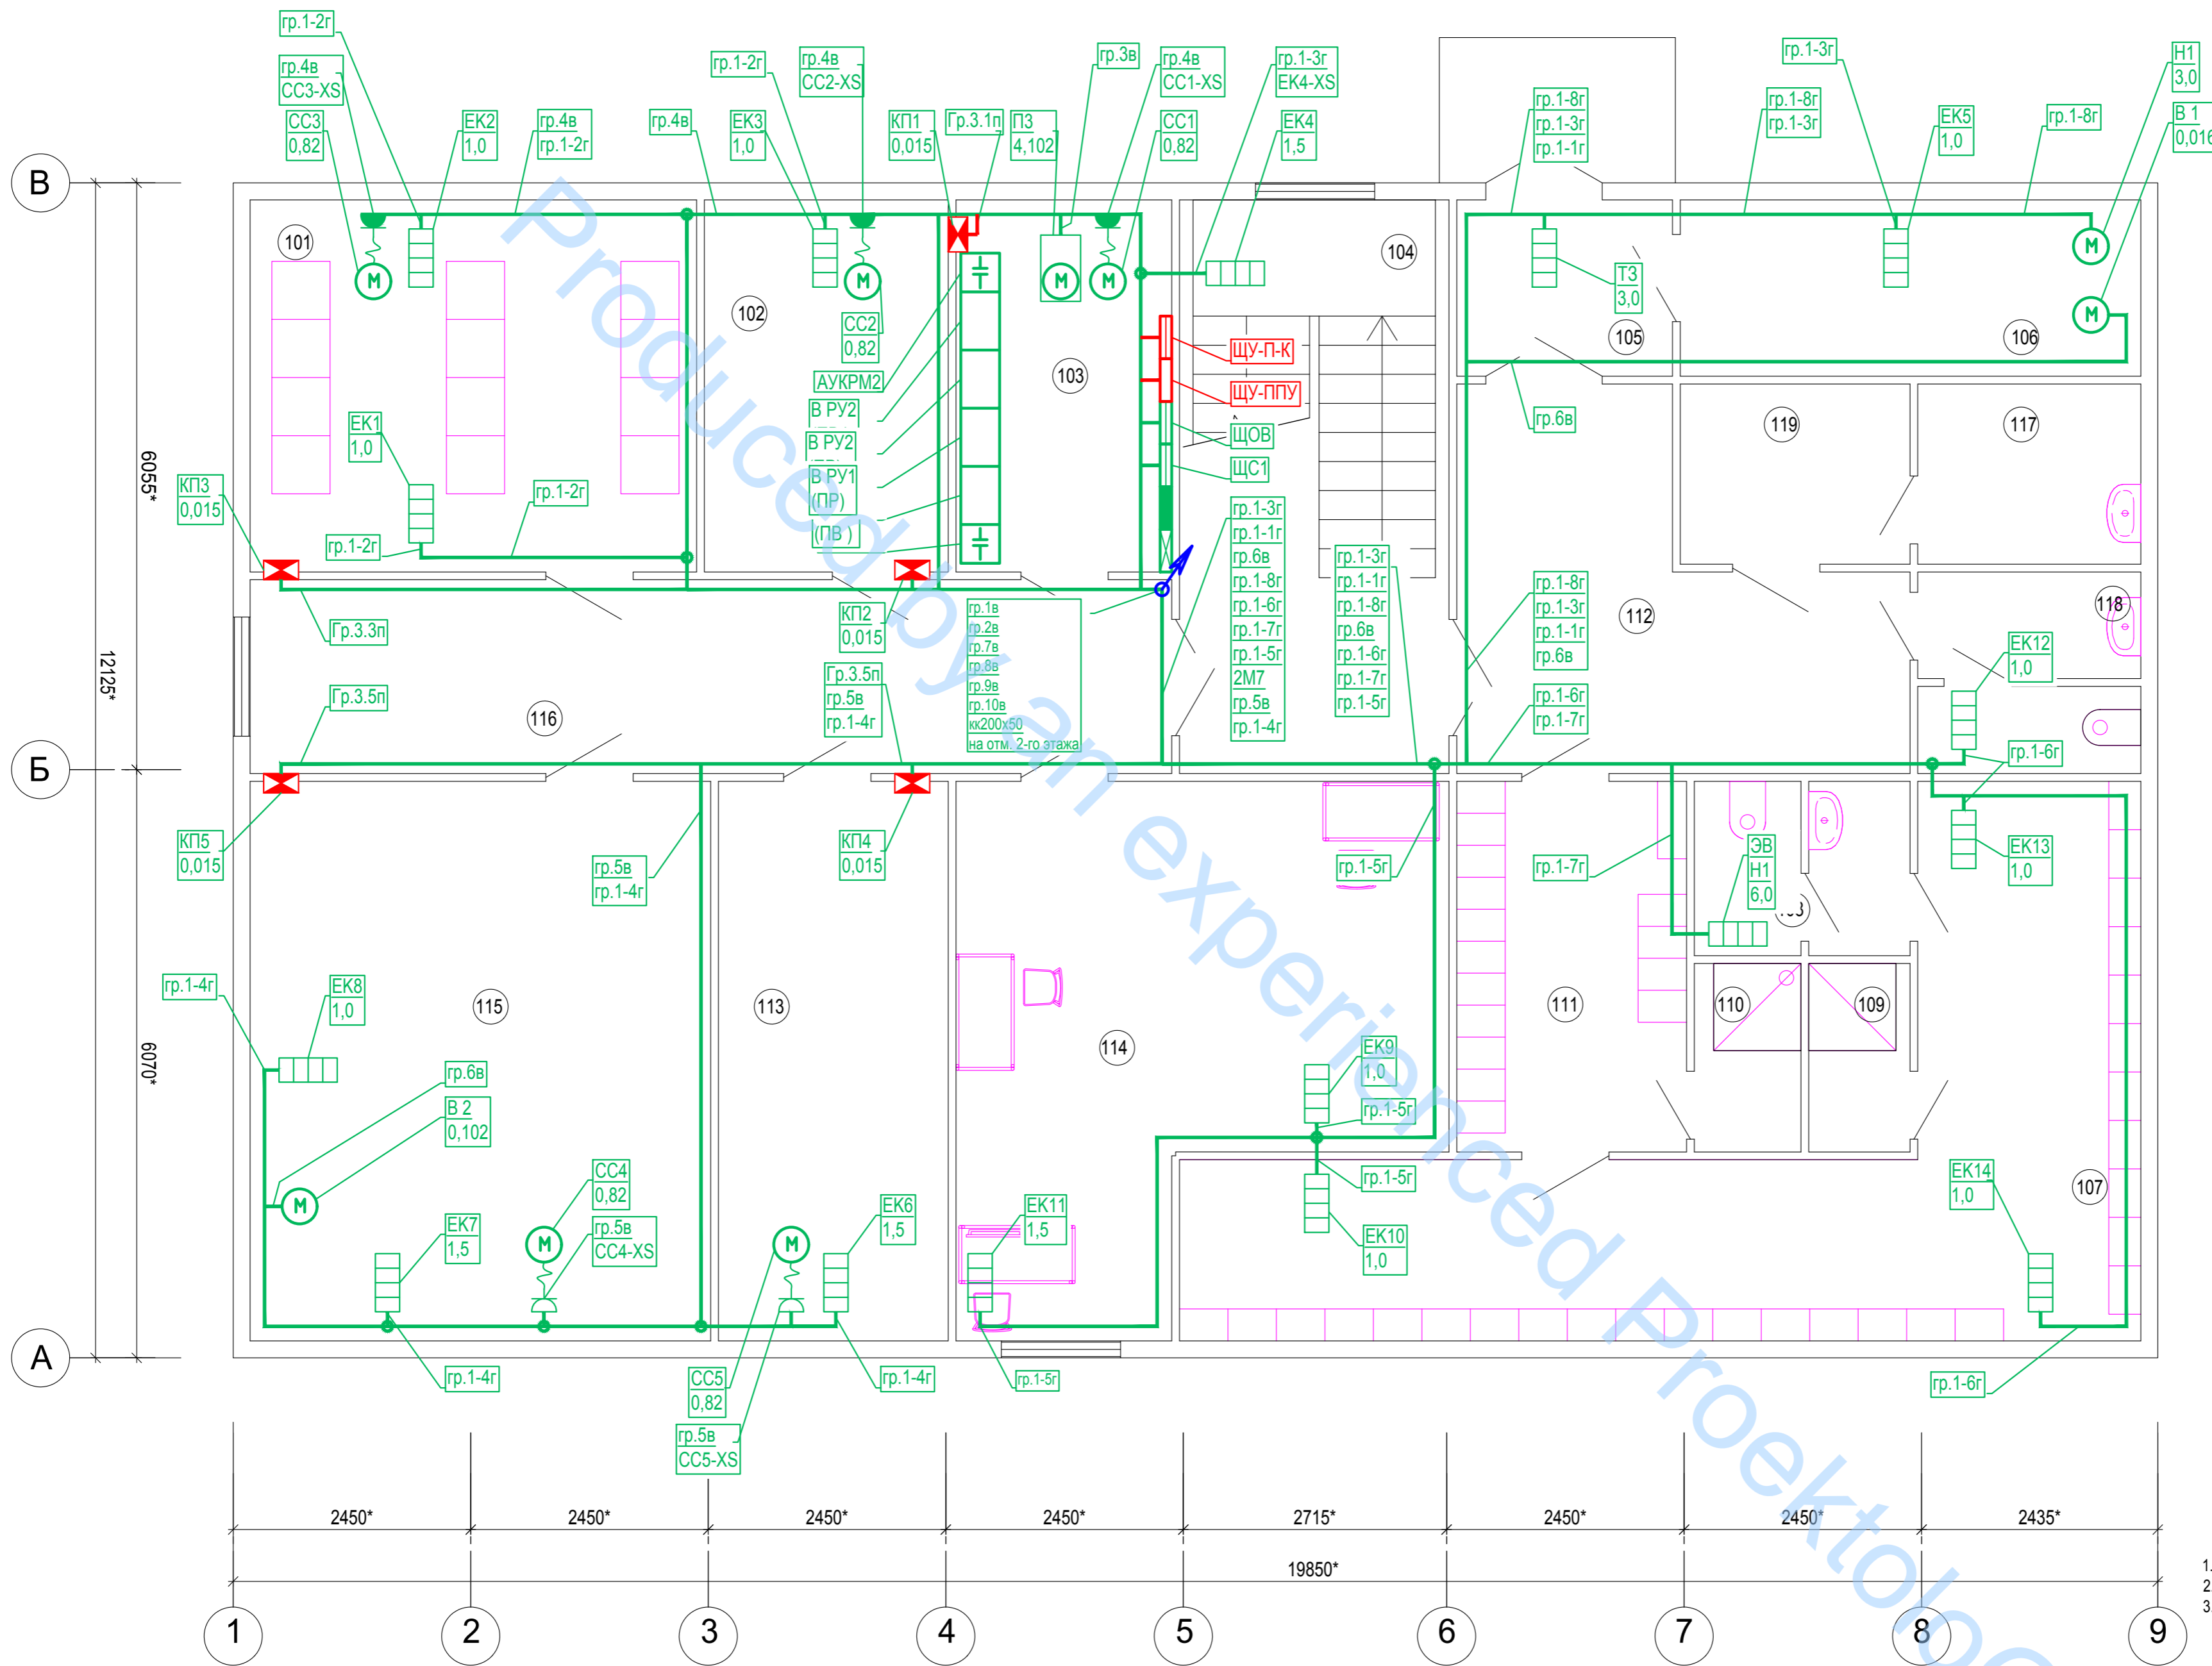 гр.1-2г
гр.4в
СС3-XS
СС3
0,82
ЕК2
1,0
гр.4в
гр.1-2г
гр.4в
гр.1-2г
ЕК3
1,0
гр.4в
СС2-XS
КП1
0,015
Гр.3.1п
П3
4,102
гр.3в
гр.4в
СС1-XS
СС1
0,82
гр.1-3г
ЕК4-XS
ЕК4
1,5
гр.1-8г
гр.1-3г
гр.1-1г
гр.1-3г
гр.1-8г
гр.1-3г
ЕК5
1,0
гр.1-8г
Н1
3,0
В 1
0,016
В
101
102
103
104
105
106
Т3
3,0
СС2
0,82
АУКРМ2
В РУ2
В РУ2
В РУ1
(ПР)
(ПВ )
ЩУ-П-К
ЩУ-ППУ
ЩОВ
ЩС1
гр.6в
119
117
118
ЕК1
1,0
гр.1-2г
гр.1-2г
КП3
0,015
6055*
12125*
6070*
Гр.3.3п
Гр.3.5п
116
КП2
0,015
Гр.3.5п
гр.5в
гр.1-4г
гр.1в
гр.2в
гр.7в
гр.8в
гр.9в
гр.10в
кк200х50
на отм. 2-го этажа
гр.1-3г
гр.1-1г
гр.6в
гр.1-8г
гр.1-6г
гр.1-7г
гр.1-5г
2М7
гр.5в
гр.1-4г
гр.1-3г
гр.1-1г
гр.1-8г
гр.6в
гр.1-6г
гр.1-7г
гр.1-5г
гр.1-8г
гр.1-3г
гр.1-1г
гр.6в
112
гр.1-6г
гр.1-7г
ЕК12
1,0
гр.1-6г
Б
КП5
0,015
гр.5в
гр.1-4г
КП4
0,015
гр.1-5г
гр.1-7г
ЭВ
Н1
6,0
ЕК13
1,0
гр.1-4г
ЕК8
1,0
115
113
114
111
110
109
107
гр.6в
В 2
0,102
ЕК9
1,0
гр.1-5г
гр.1-5г
ЕК10
1,0
СС4
0,82
гр.5в
СС4-XS
ЕК7
1,5
ЕК6
1,5
ЕК11
1,5
ЕК14
1,0
А
гр.1-4г
СС5
0,82
гр.5в
СС5-XS
гр.1-4г
гр.1-5г
гр.1-6г
2450*
2450*
2450*
2450*
2715*
2450*
2450*
2435*
19850*
1.
2.
3.
1
2
3
4
5
6
7
8
9
Produced by an experienced Proektolog